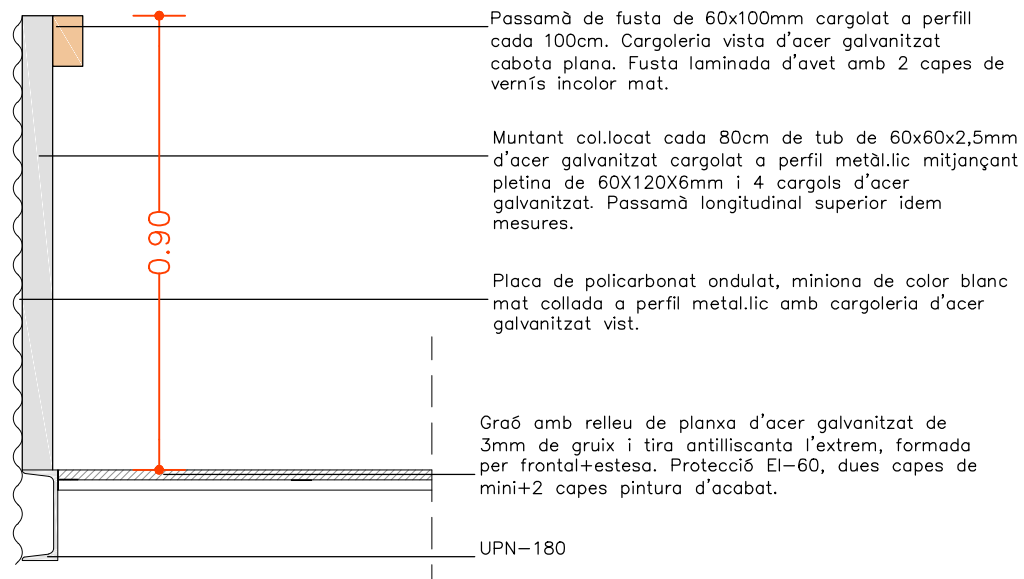 Passamà de fusta de 60x100mm cargolat a perfill
cada 100cm. Cargoleria vista d'acer galvanitzat
cabota plana. Fusta laminada d'avet amb 2 capes de
vernís incolor mat.
Muntant col.locat cada 80cm de tub de 60x60x2,5mm
d'acer galvanitzat cargolat a perfil metàl.lic mitjançant
pletina de 60X120X6mm i 4 cargols d'acer
galvanitzat. Passamà longitudinal superior idem
mesures.
0.90
Placa de policarbonat ondulat, miniona de color blanc
mat collada a perfil metal.lic amb cargoleria d'acer
galvanitzat vist.
Graó amb relleu de planxa d'acer galvanitzat de
3mm de gruix i tira antilliscanta l'extrem, formada
per frontal+estesa. Protecció EI-60, dues capes de
mini+2 capes pintura d'acabat.
UPN-180